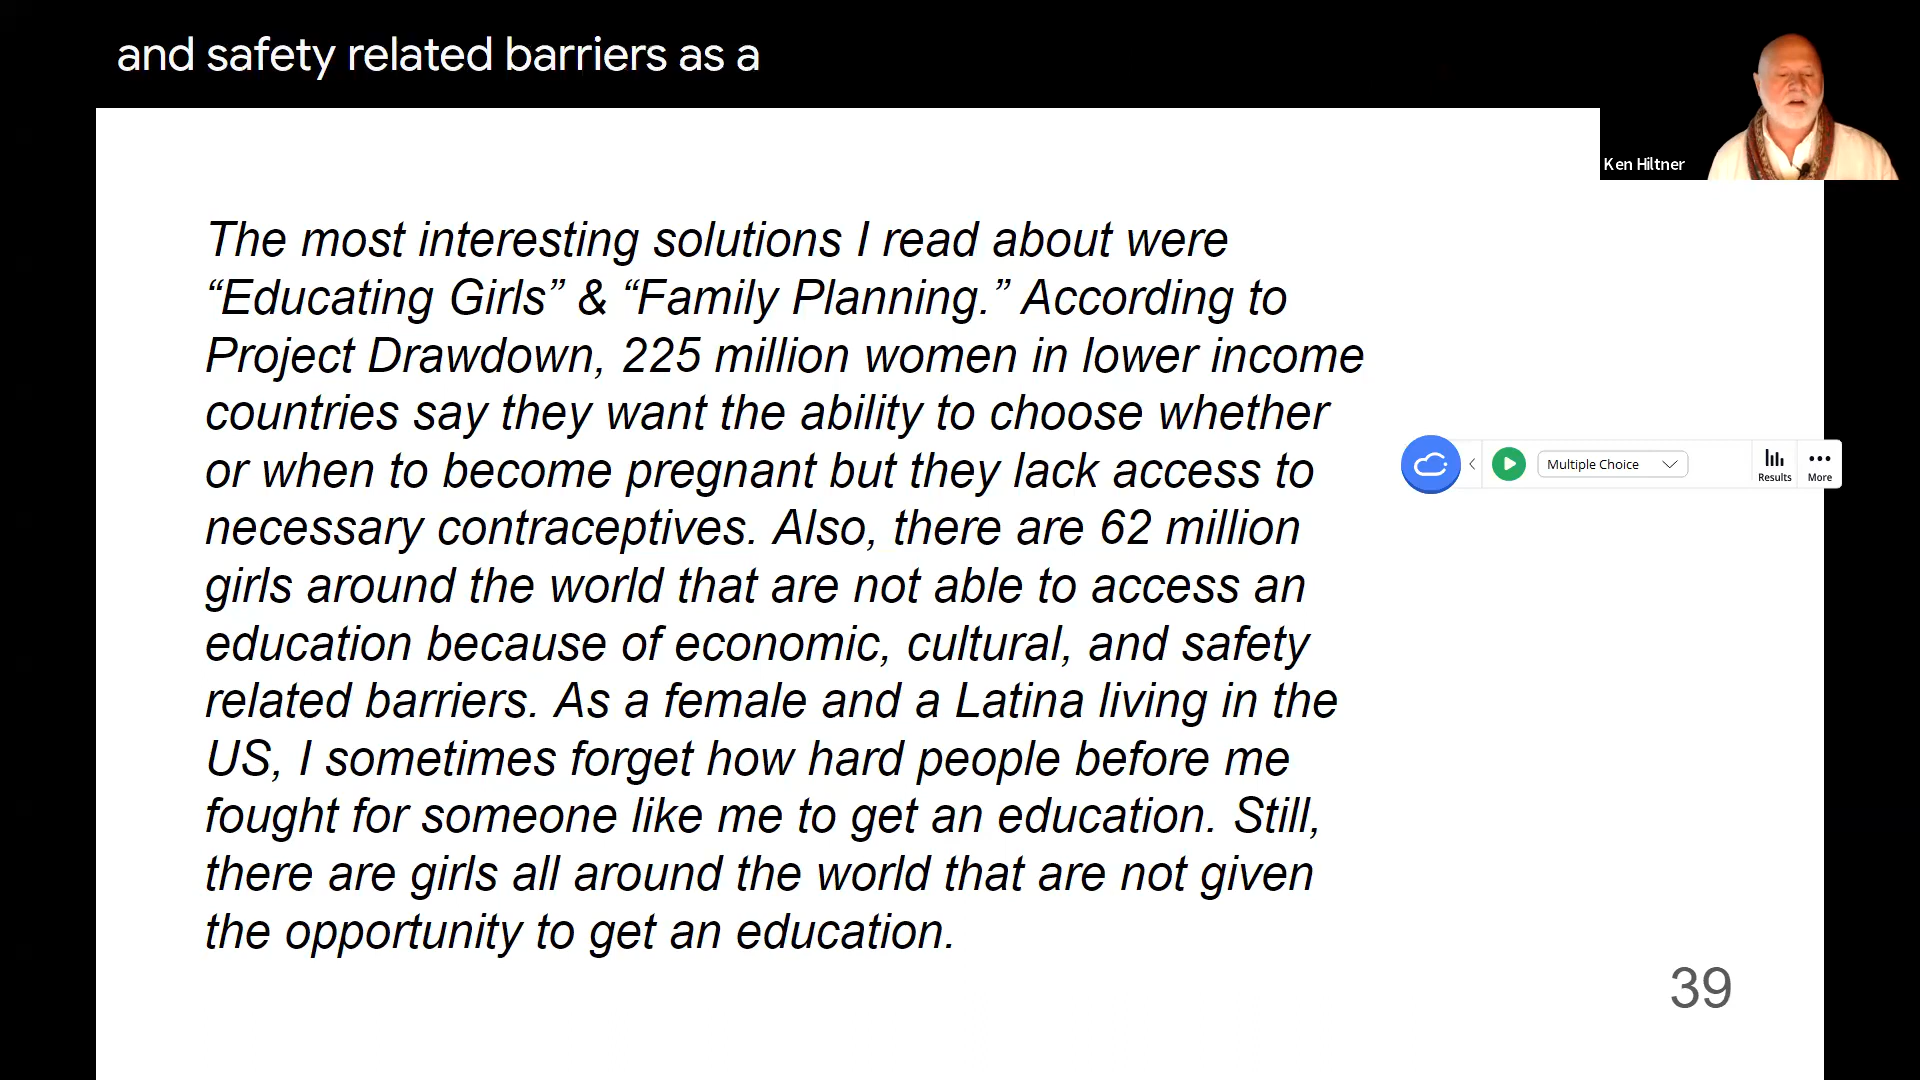 and safety related barriers as a
Ken Hiltner
The most interesting solutions I read about were
“Educating Girls” & “Family Planning.” According to
Project Drawdown, 225 million women in lower income
countries say they want the ability to choose whether
or when to become pregnant but they lack access to
necessary contraceptives. Also, there are 62 million
girls around the world that are not able to access an
education because of economic, cultural, and safety
related barriers. As a female and a Latina living in the
US, I sometimes forget how hard people before me
fought for someone like me to get an education. Still,
there are girls all around the world that are not given
the opportunity to get an education.
Multiple Choice
Results
More
39